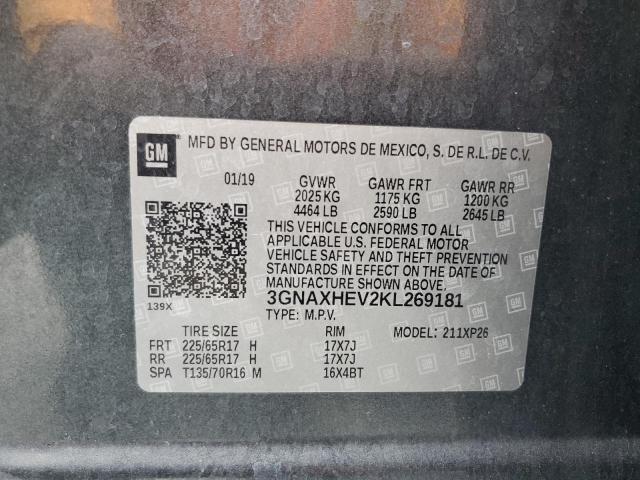 GM MFD BY GENERAL MOTORS DE MEXICO, S. DE R.L. DE C.V.
01/19 GVWR GAWR FRT GAWR RR
2025 KG 1175 KG 1200 KG
4464 LB 2590 LB 2645 LB
THIS VEHICLE CONFORMS TO ALL
APPLICABLE U.S. FEDERAL MOTOR
VEHICLE SAFETY AND THEFT PREVENTION
STANDARDS IN EFFECT ON THE DATE OF
MANUFACTURE SHOWN ABOVE.
3GNAXHEV2KL269181
139X TYPE: M.P.V.
TIRE SIZE RIM MODEL: 211XP26
FRT 225/65R17 H 17X7J
RR 225/65R17 H 17X7J
SPA T135/70R16 M 16X4BT